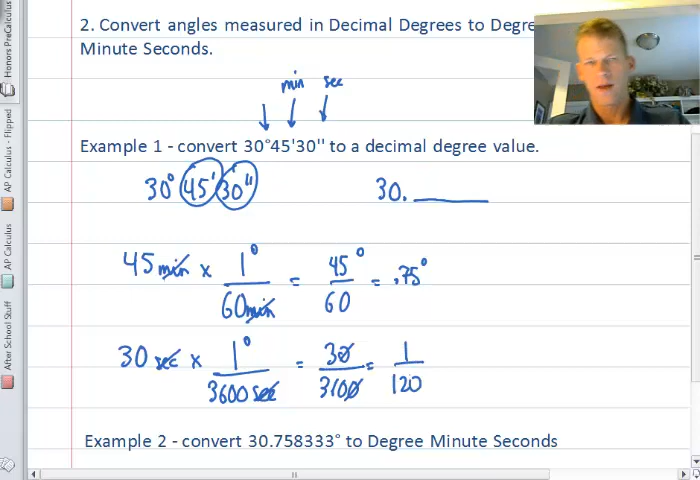 2. Convert angles measured in Decimal Degrees to Degre
Minute Seconds.
min sec
Example 1 - convert 30°45'30'' to a decimal degree value.
30° 45' 30'' 30. ______
45 min x 1° / 60 min = 45° / 60 = .75°
30 sec x 1° / 3600 sec = 30 / 3600 = 1 / 120
Example 2 - convert 30.758333° to Degree Minute Seconds
Honors PreCalculus
AP Calculus - Flipped
AP Calculus
After School Stuff